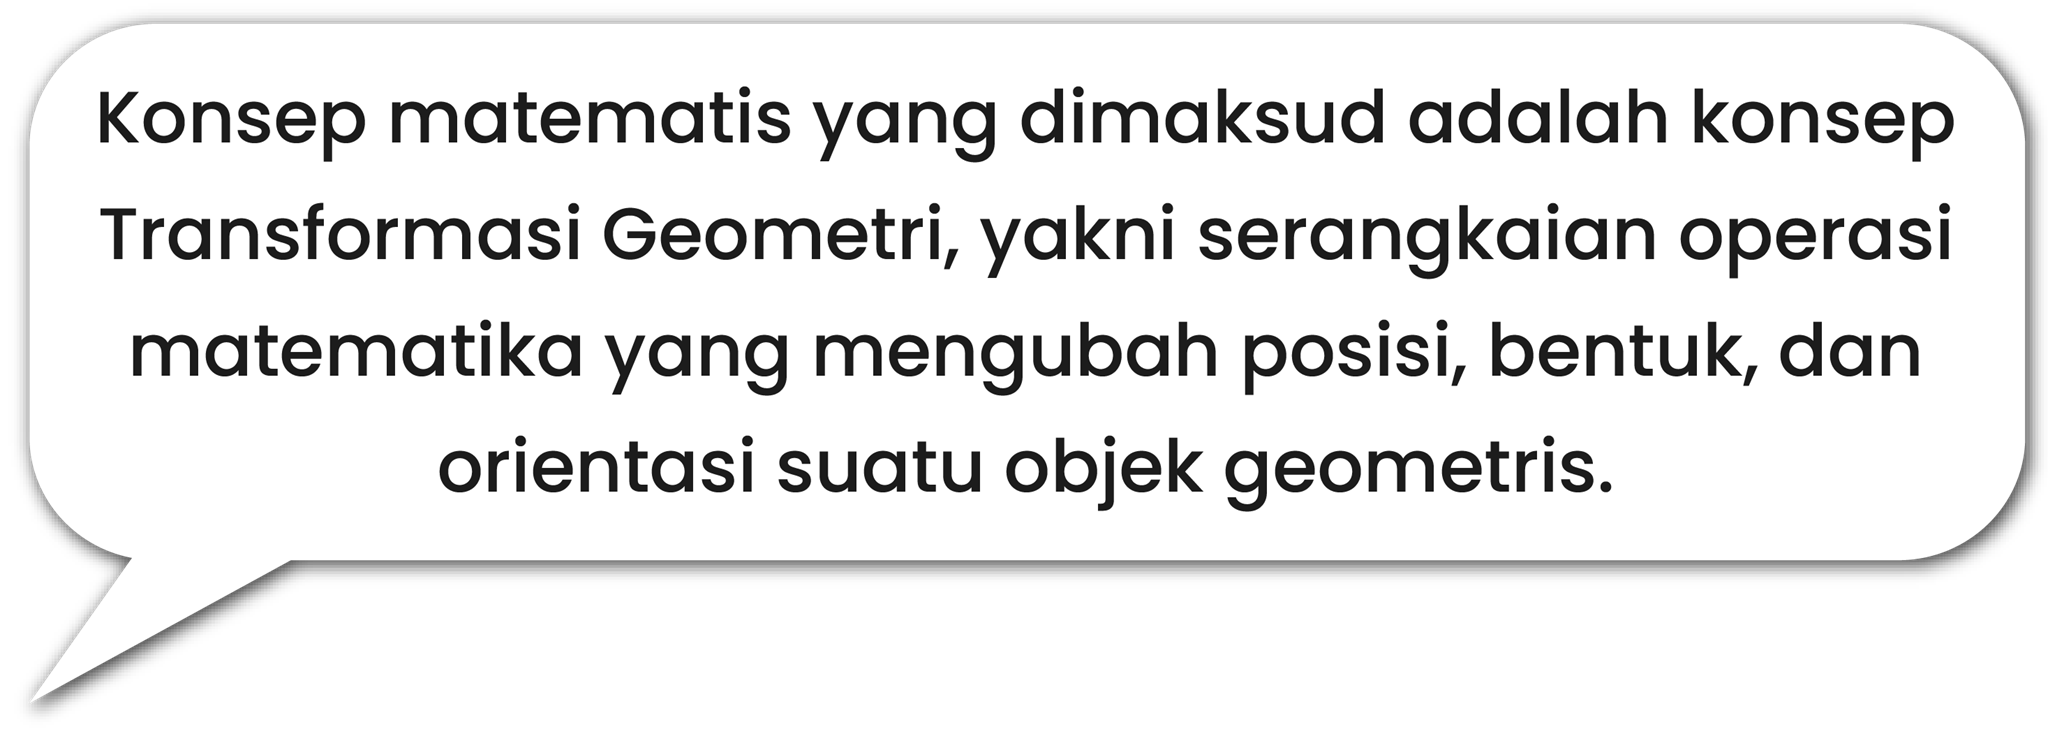 Konsep matematis yang dimaksud adalah konsep
Transformasi Geometri, yakni serangkaian operasi
matematika yang mengubah posisi, bentuk, dan
orientasi suatu objek geometris.